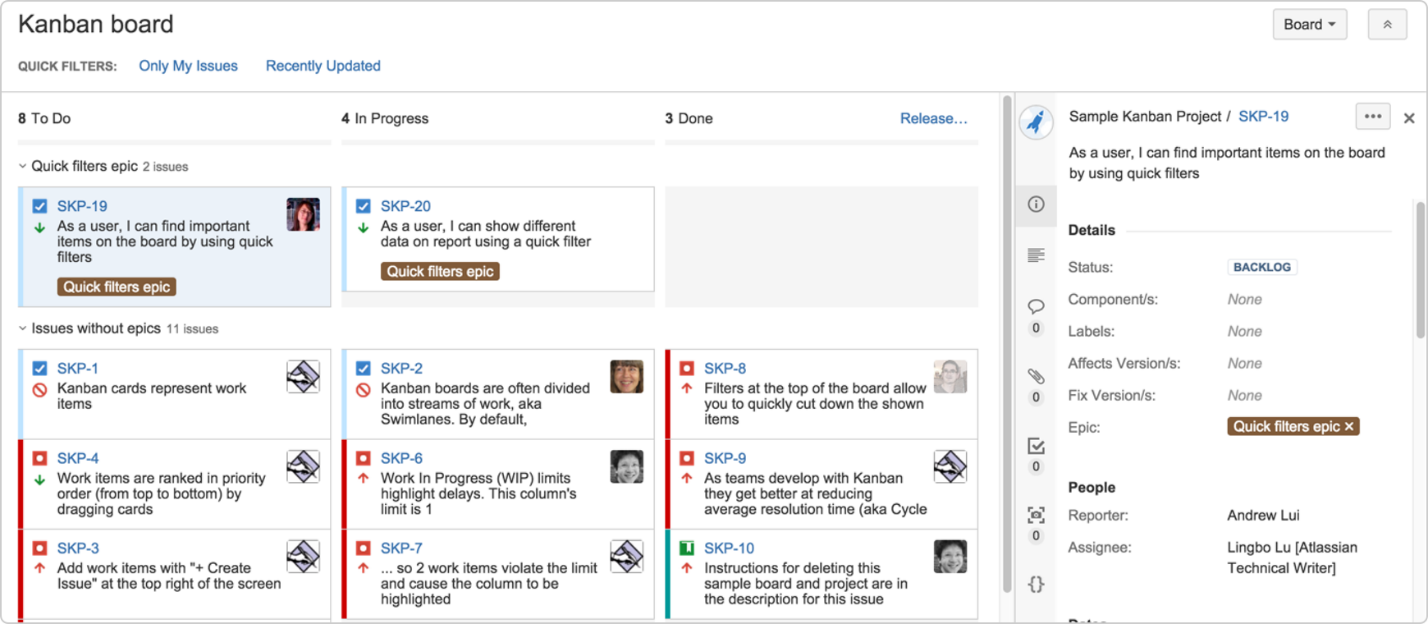 Kanban board
Board
QUICK FILTERS: Only My Issues Recently Updated
8 To Do
4 In Progress
3 Done
Release...
Quick filters epic 2 issues
SKP-19
As a user, I can find important
items on the board by using quick
filters
Quick filters epic
SKP-20
As a user, I can show different
data on report using a quick filter
Quick filters epic
Issues without epics 11 issues
SKP-1
Kanban cards represent work
items
SKP-2
Kanban boards are often divided
into streams of work, aka
Swimlanes. By default,
SKP-8
Filters at the top of the board allow
you to quickly cut down the shown
items
SKP-4
Work items are ranked in priority
order (from top to bottom) by
dragging cards
SKP-6
Work In Progress (WIP) limits
highlight delays. This column's
limit is 1
SKP-9
As teams develop with Kanban
they get better at reducing
average resolution time (aka Cycle
SKP-3
Add work items with "+ Create
Issue" at the top right of the screen
SKP-7
... so 2 work items violate the limit
and cause the column to be
highlighted
SKP-10
Instructions for deleting this
sample board and project are in
the description for this issue
0
0
0
0
Sample Kanban Project / SKP-19
As a user, I can find important items on the board
by using quick filters
Details
Status: BACKLOG
Component/s: None
Labels: None
Affects Version/s: None
Fix Version/s: None
Epic: Quick filters epic ×
People
Reporter: Andrew Lui
Assignee: Lingbo Lu [Atlassian
Technical Writer]